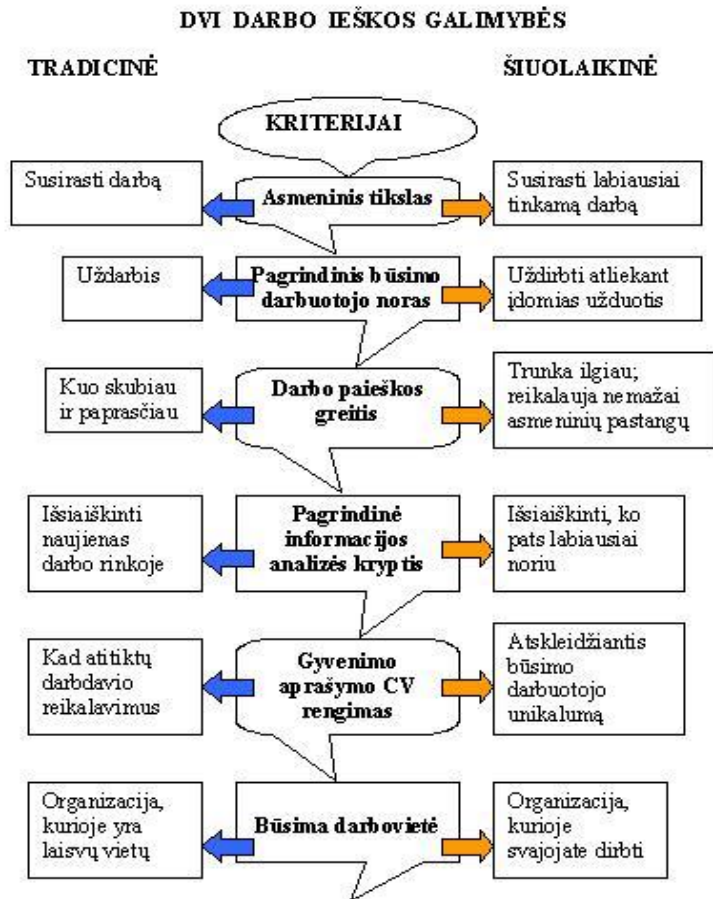 DVI DARBO IEŠKOS GALIMYBĖS
TRADICINĖ
ŠIUOLAIKINĖ
KRITERIJAI
Susirasti darbą
Asmeninis tikslas
Susirasti labiausiai
tinkamą darbą
Uždarbis
Pagrindinis būsimo
darbuotojo noras
Uždirbti atliekant
įdomias užduotis
Kuo skubiau
ir paprasčiau
Darbo paieškos
greitis
Trunka ilgiau;
reikalauja nemažai
asmeninių pastangų
Išsiaiškinti
naujienas
darbo rinkoje
Pagrindinė
informacijos
analizės kryptis
Išsiaiškinti, ko
pats labiausiai
noriu
Kad atitiktų
darbdavio
reikalavimus
Gyvenimo
aprašymo CV
rengimas
Atskleidžiantis
būsimo
darbuotojo
unikalumą
Organizacija,
kurioje yra
laisvų vietų
Būsima darbovietė
Organizacija,
kurioje
svajojate dirbti